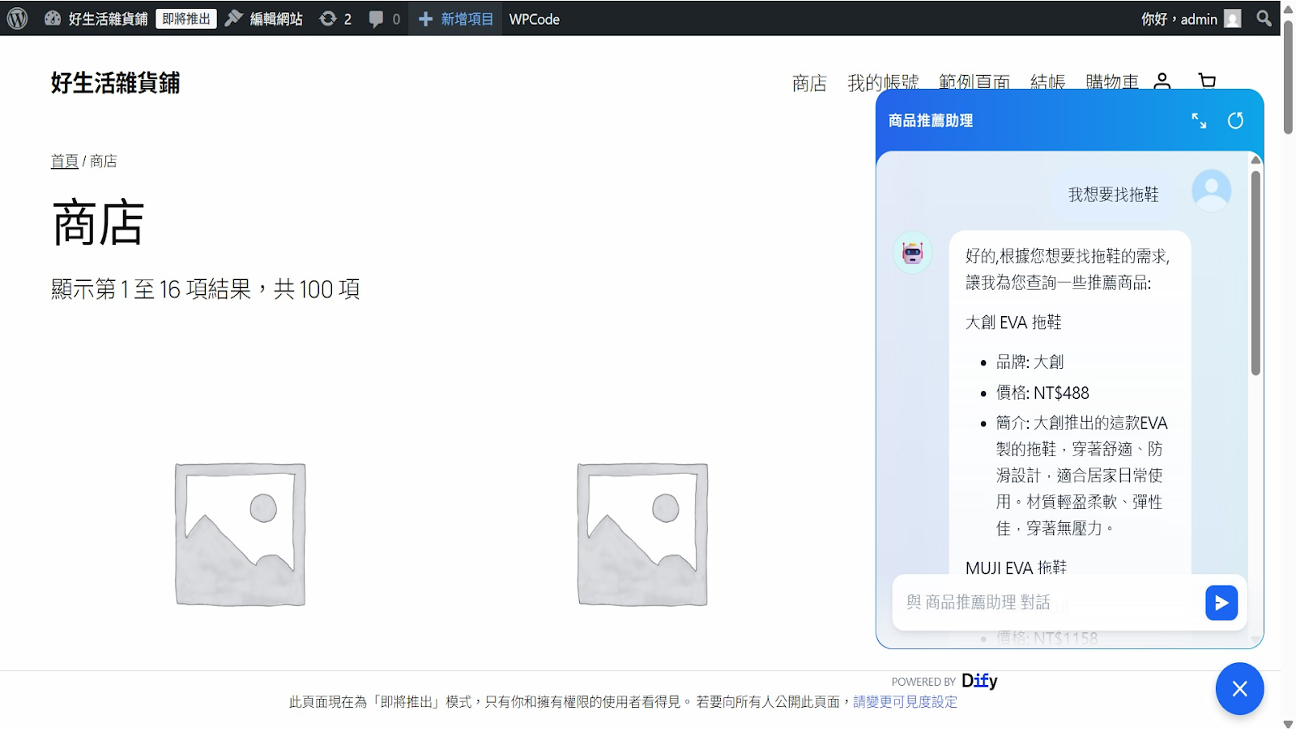 好生活雜貨鋪 即將推出 編輯網站 2 0 新增項目 WPCode 你好，admin
好生活雜貨鋪
商店 我的帳號 範例頁面 結帳 購物車
首頁 / 商店
商店
顯示第 1 至 16 項結果，共 100 項
商品推薦助理
我想要找拖鞋
好的,根據您想要找拖鞋的需求,
讓我為您查詢一些推薦商品:
大創 EVA 拖鞋
品牌: 大創
價格: NT$488
簡介: 大創推出的這款EVA
製的拖鞋，穿著舒適、防
滑設計，適合居家日常使
用。材質輕盈柔軟、彈性
佳，穿著無壓力。
MUJI EVA 拖鞋
與 商品推薦助理 對話
價格: NT$1158
POWERED BY Dify
此頁面現在為「即將推出」模式，只有你和擁有權限的使用者看得見。 若要向所有人公開此頁面，請變更可見度設定